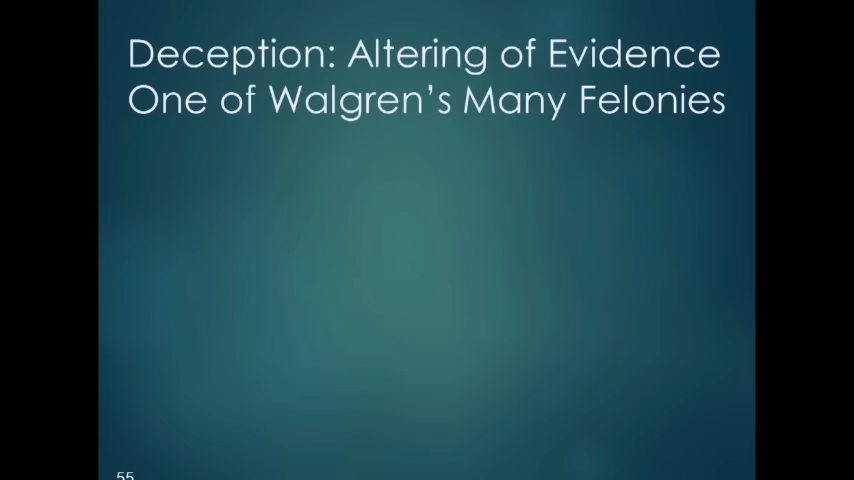 Deception: Altering of Evidence
One of Walgren’s Many Felonies
55